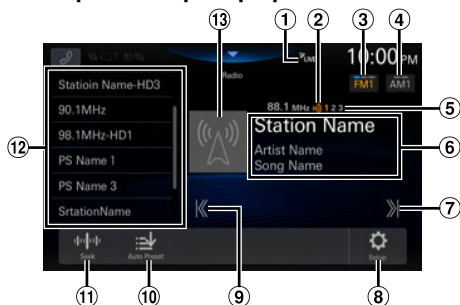 13 1 2 3 4
LIVE
10:00PM
Radio
FM1 AM1
Statioin Name-HD3
90.1MHz
98.1MHz-HD1
PS Name 1
PS Name 3
SrtationName
88.1 MHz HD 1 2 3
5
Station Name
Artist Name
Song Name
6
12
7
Seek
Auto Preset
Setup
11 10 9 8